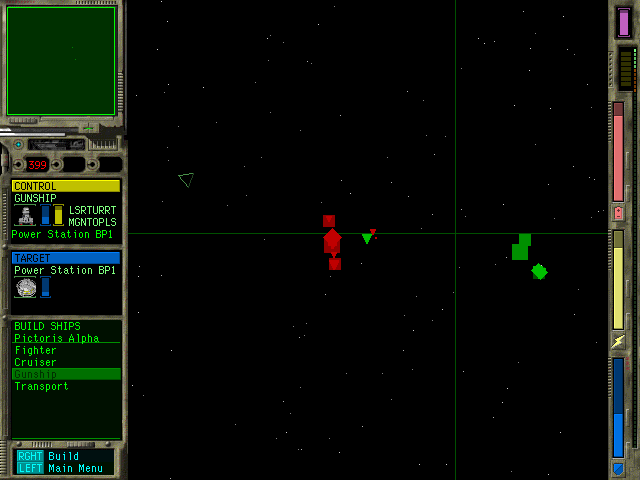 399
CONTROL
GUNSHIP
LSRTURRT
MGNTOPLS
Power Station BP1
TARGET
Power Station BP1
BUILD SHIPS
Pictoris Alpha
Fighter
Cruiser
Gunship
Transport
RGHT Build
LEFT Main Menu